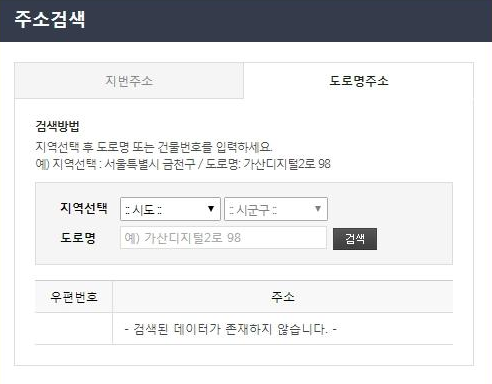 주소검색
지번주소 도로명주소
검색방법
지역선택 후 도로명 또는 건물번호를 입력하세요.
예) 지역선택 : 서울특별시 금천구 / 도로명: 가산디지털2로 98
지역선택 :: 시도 :: :: 시군구 ::
도로명 예) 가산디지털2로 98 검색
우편번호 주소
- 검색된 데이터가 존재하지 않습니다. -